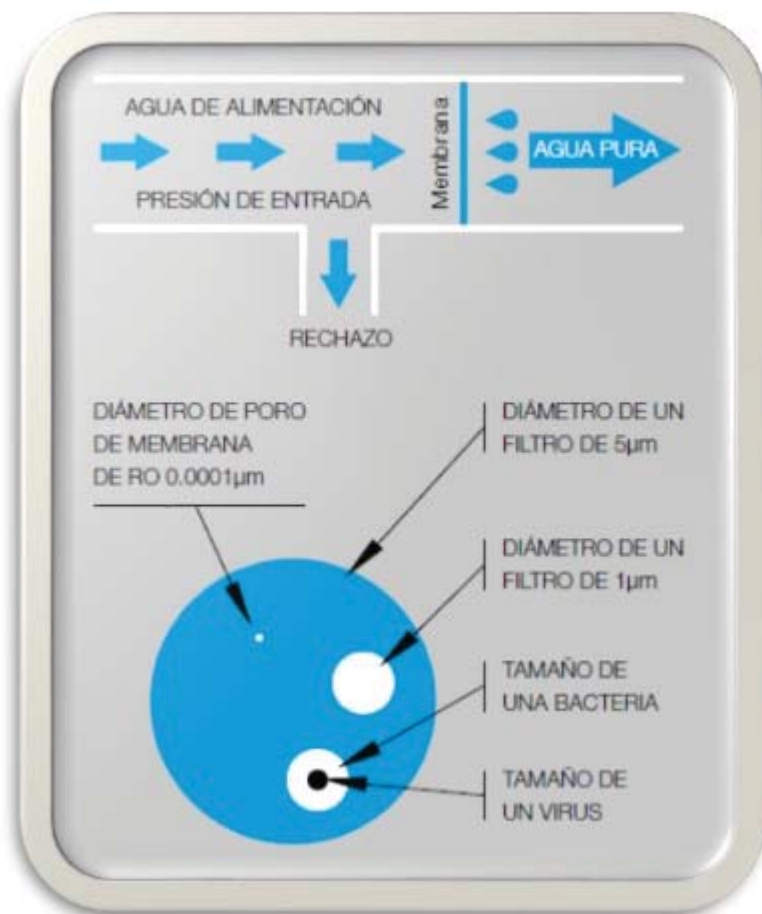 AGUA DE ALIMENTACIÓN
PRESIÓN DE ENTRADA
Membrana
AGUA PURA
RECHAZO
DIÁMETRO DE PORO
DE MEMBRANA
DE RO 0.0001µm
DIÁMETRO DE UN
FILTRO DE 5µm
DIÁMETRO DE UN
FILTRO DE 1µm
TAMAÑO DE
UNA BACTERIA
TAMAÑO DE
UN VIRUS